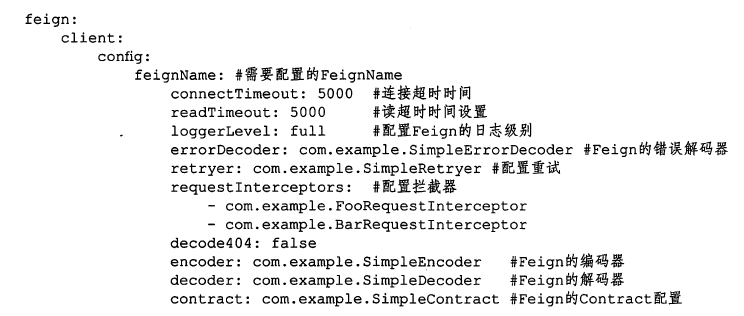 feign:
    client:
        config:
            feignName: #需要配置的FeignName
                connectTimeout: 5000  #连接超时时间
                readTimeout: 5000     #读超时时间设置
                loggerLevel: full     #配置Feign的日志级别
                errorDecoder: com.example.SimpleErrorDecoder #Feign的错误解码器
                retryer: com.example.SimpleRetryer #配置重试
                requestInterceptors:  #配置拦截器
                    - com.example.FooRequestInterceptor
                    - com.example.BarRequestInterceptor
                decode404: false
                encoder: com.example.SimpleEncoder   #Feign的编码器
                decoder: com.example.SimpleDecoder   #Feign的解码器
                contract: com.example.SimpleContract #Feign的Contract配置